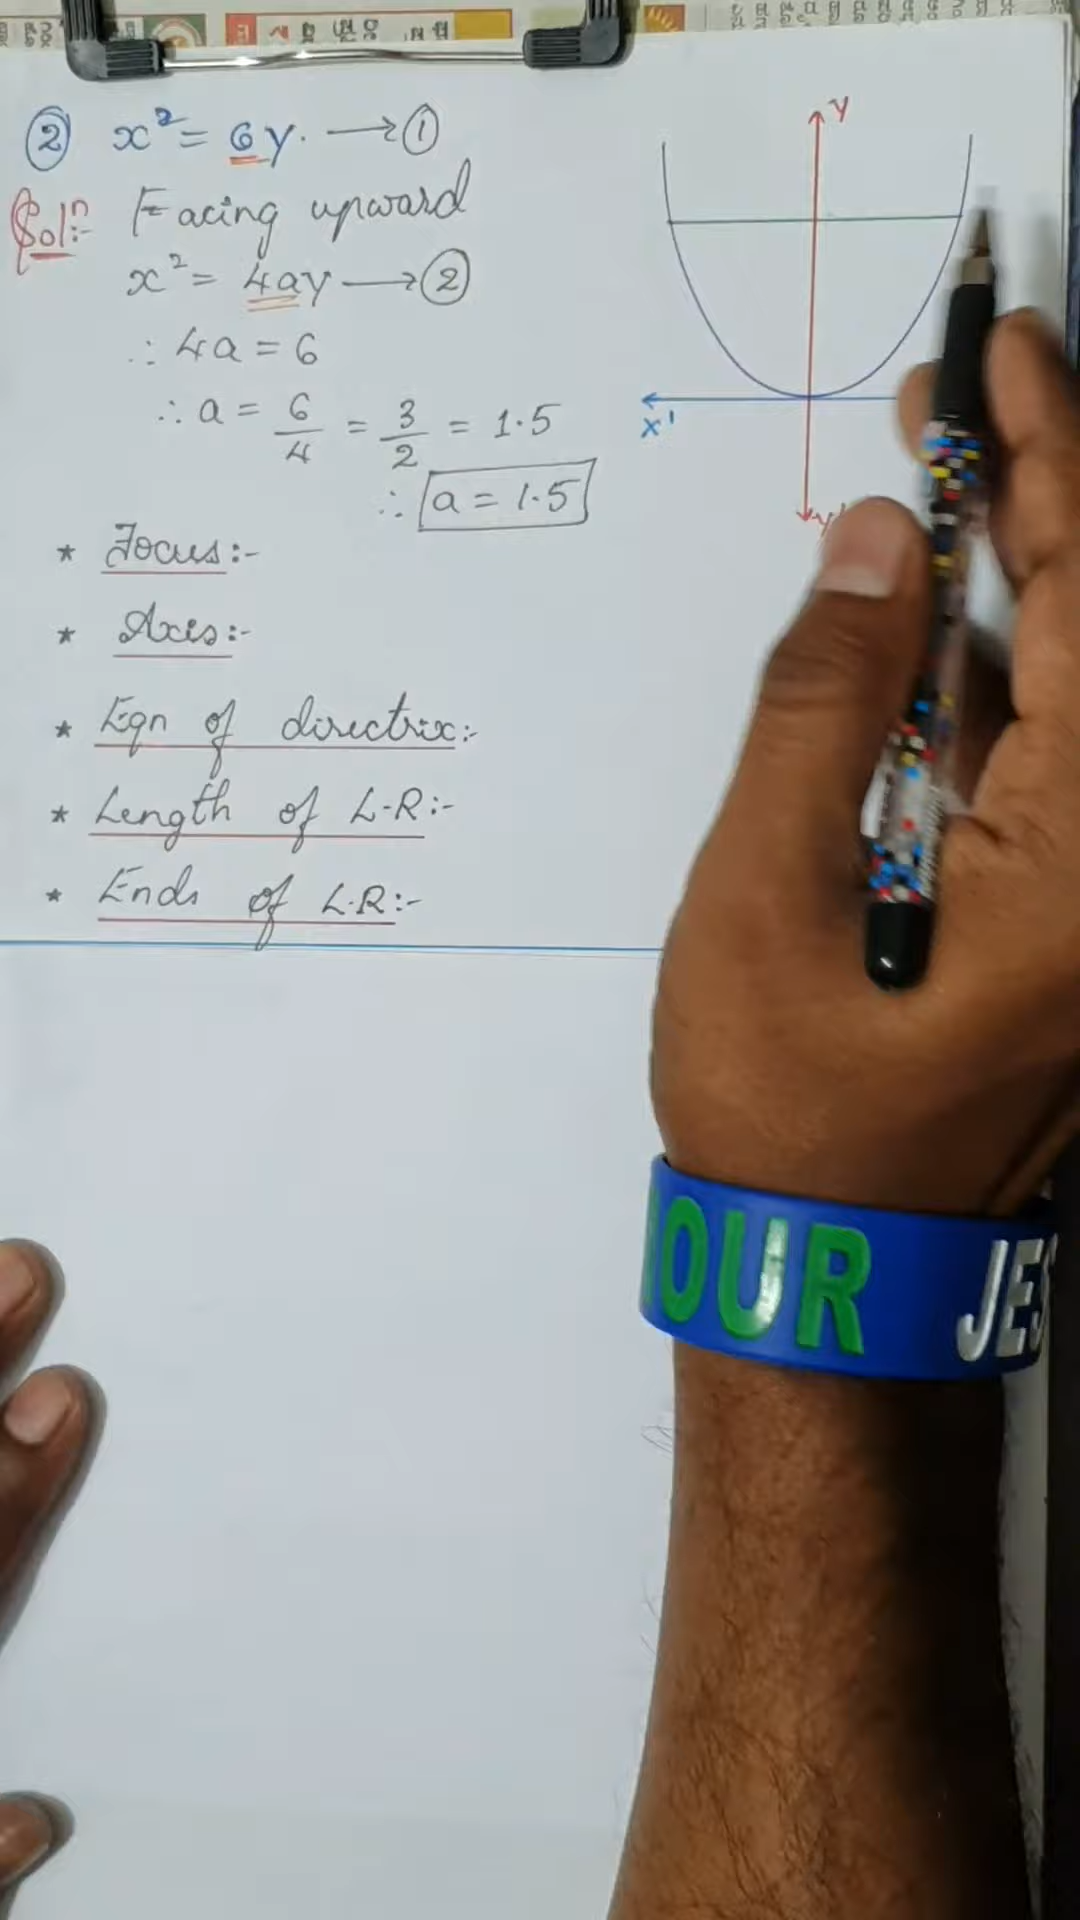 ② x² = 6y. → ①
Solⁿ:- Facing upward
x² = 4ay → ②
∴ 4a = 6
∴ a = 6/4 = 3/2 = 1.5
∴ a = 1.5
* Focus:-
* Axis:-
* Eqn of directrix:-
* Length of L.R:-
* Ends of L.R:-
Y
X'
Y'
OUR JES